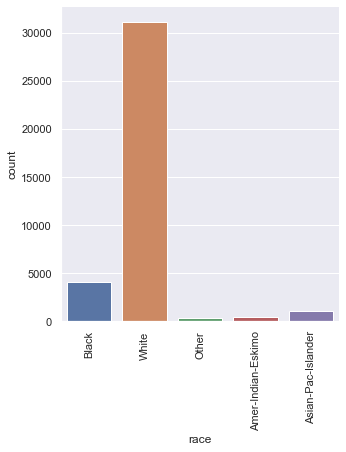 30000
25000
20000
15000
10000
5000
0
count
Black
White
Other
Amer-Indian-Eskimo
Asian-Pac-Islander
race